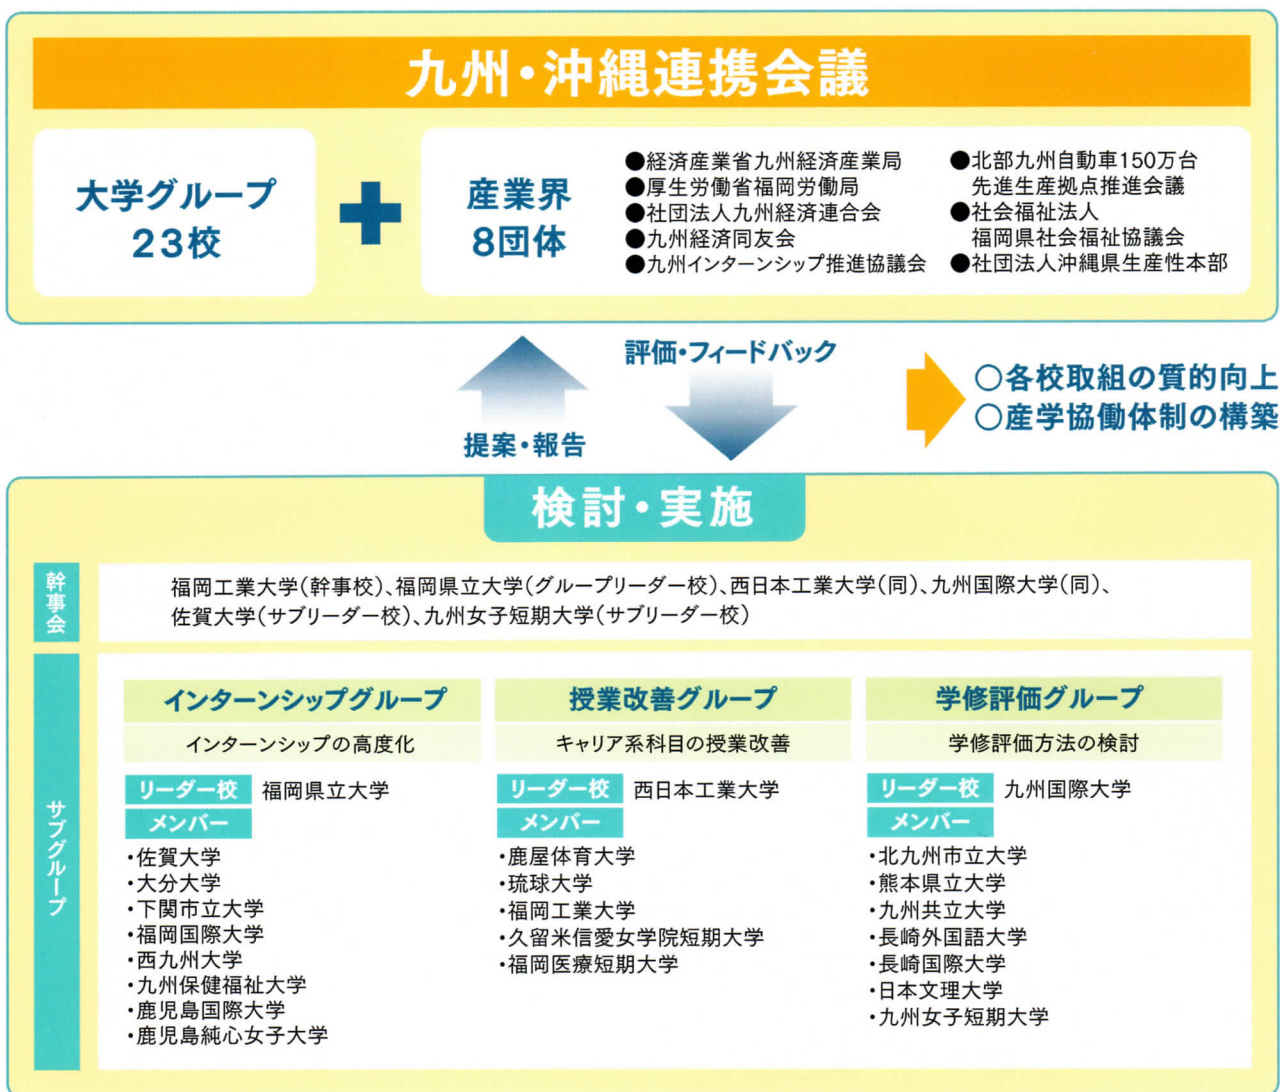 九州・沖縄連携会議
大学グループ
23校
産業界
8団体
●経済産業省九州経済産業局
●厚生労働省福岡労働局
●社団法人九州経済連合会
●九州経済同友会
●九州インターンシップ推進協議会
●北部九州自動車150万台
先進生産拠点推進会議
●社会福祉法人
福岡県社会福祉協議会
●社団法人沖縄県生産性本部
提案・報告
評価・フィードバック
○各校取組の質的向上
○産学協働体制の構築
検討・実施
幹事会
福岡工業大学(幹事校)、福岡県立大学(グループリーダー校)、西日本工業大学(同)、九州国際大学(同)、
佐賀大学(サブリーダー校)、九州女子短期大学(サブリーダー校)
サブグループ
インターンシップグループ
インターンシップの高度化
リーダー校 福岡県立大学
メンバー
・佐賀大学
・大分大学
・下関市立大学
・福岡国際大学
・西九州大学
・九州保健福祉大学
・鹿児島国際大学
・鹿児島純心女子大学
授業改善グループ
キャリア系科目の授業改善
リーダー校 西日本工業大学
メンバー
・鹿屋体育大学
・琉球大学
・福岡工業大学
・久留米信愛女学院短期大学
・福岡医療短期大学
学修評価グループ
学修評価方法の検討
リーダー校 九州国際大学
メンバー
・北九州市立大学
・熊本県立大学
・九州共立大学
・長崎外国語大学
・長崎国際大学
・日本文理大学
・九州女子短期大学